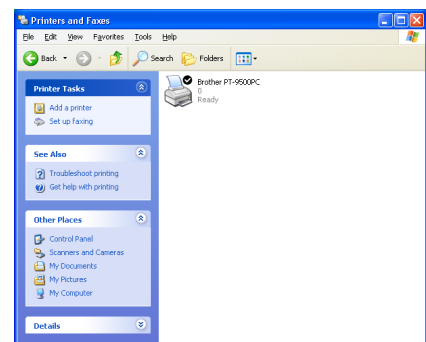 Printers and Faxes
File Edit View Favorites Tools Help
Back Search Folders
Printer Tasks
Add a printer
Set up faxing
See Also
Troubleshoot printing
Get help with printing
Other Places
Control Panel
Scanners and Cameras
My Documents
My Pictures
My Computer
Details
Brother PT-9500PC
0
Ready